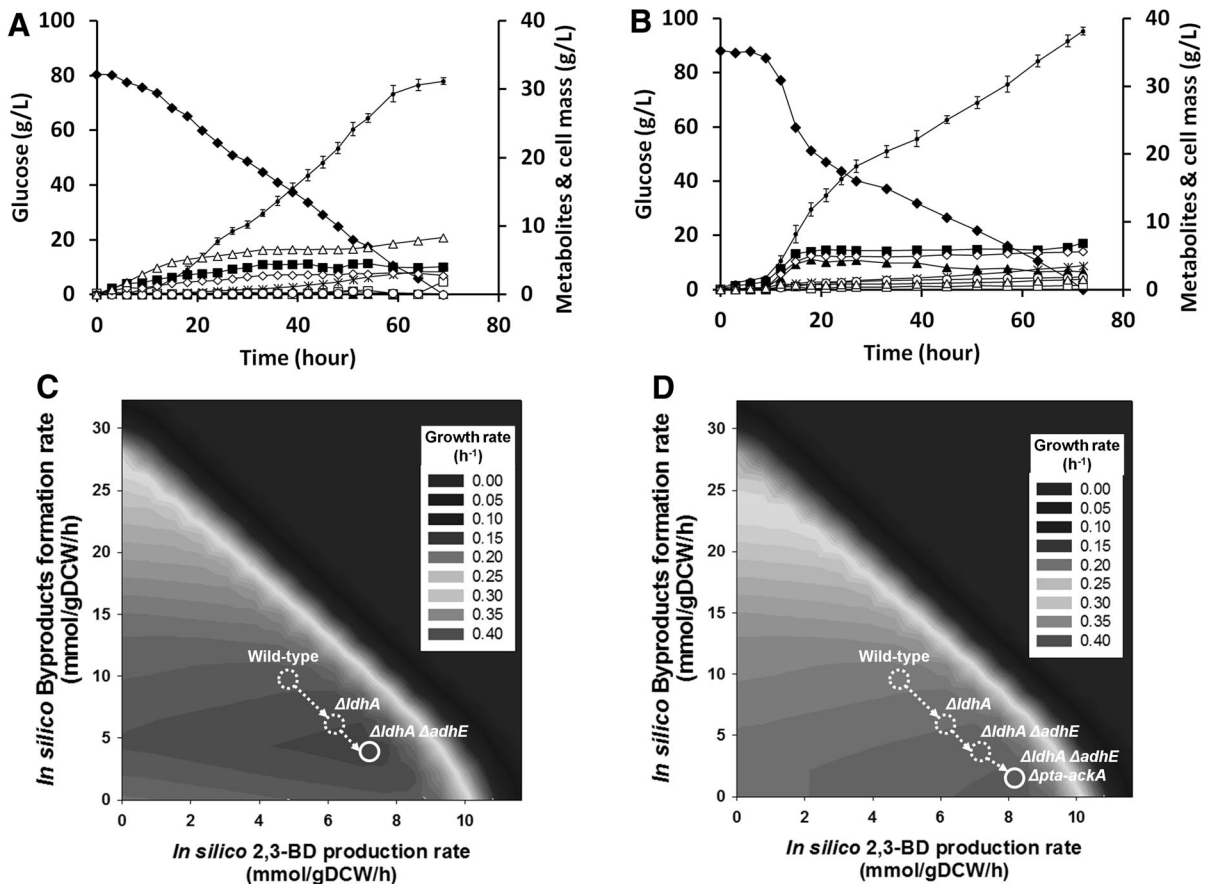 A
100
80
60
40
20
0
Glucose (g/L)
40
30
20
10
0
Metabolites & cell mass (g/L)
0
20
40
60
80
Time (hour)
B
100
80
60
40
20
0
Glucose (g/L)
40
30
20
10
0
Metabolites & cell mass (g/L)
0
20
40
60
80
Time (hour)
C
In silico Byproducts formation rate
(mmol/gDCW/h)
30
25
20
15
10
5
0
Growth rate
(h-1)
0.00
0.05
0.10
0.15
0.20
0.25
0.30
0.35
0.40
Wild-type
ΔldhA
ΔldhA ΔadhE
0
2
4
6
8
10
In silico 2,3-BD production rate
(mmol/gDCW/h)
D
In silico Byproducts formation rate
(mmol/gDCW/h)
30
25
20
15
10
5
0
Growth rate
(h-1)
0.00
0.05
0.10
0.15
0.20
0.25
0.30
0.35
0.40
Wild-type
ΔldhA
ΔldhA ΔadhE
ΔldhA ΔadhE
Δpta-ackA
0
2
4
6
8
10
In silico 2,3-BD production rate
(mmol/gDCW/h)